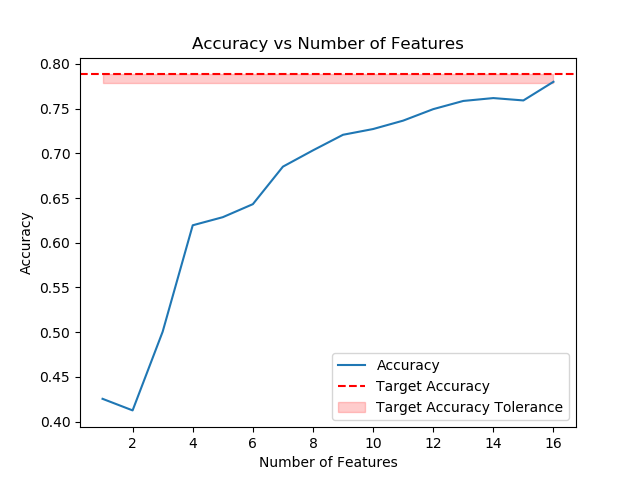 Accuracy vs Number of Features
0.80
0.75
0.70
0.65
0.60
0.55
0.50
0.45
0.40
Accuracy
Accuracy
Target Accuracy
Target Accuracy Tolerance
2 4 6 8 10 12 14 16
Number of Features